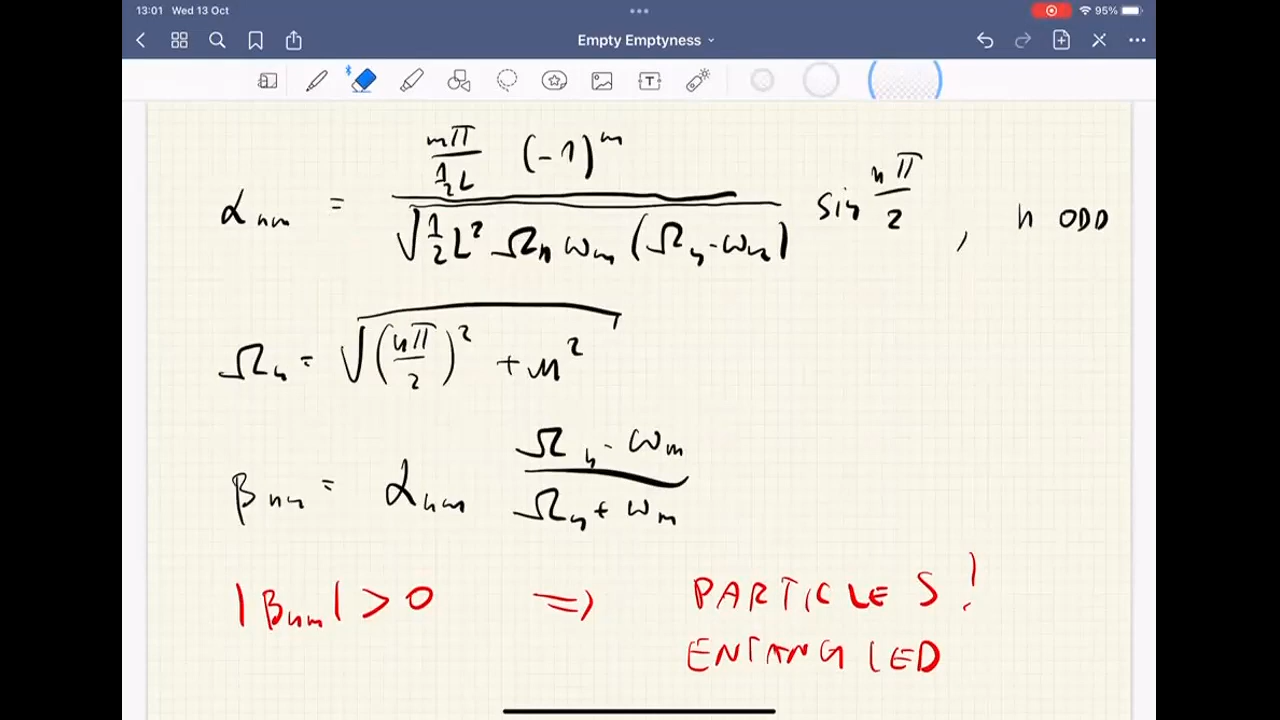 13:01 Wed 13 Oct 95%
Empty Emptyness
α_nm = (mπ / ½L) (-1)^m / √(½L² Ω_n ω_m (Ω_n - ω_m)) sin nπ/2 , n ODD
Ω_n = √((nπ/2)² + m²)
β_nm = α_nm (Ω_n - ω_m) / (Ω_n + ω_m)
|β_nm| > 0 ⇒ PARTICLES!
ENTANGLED